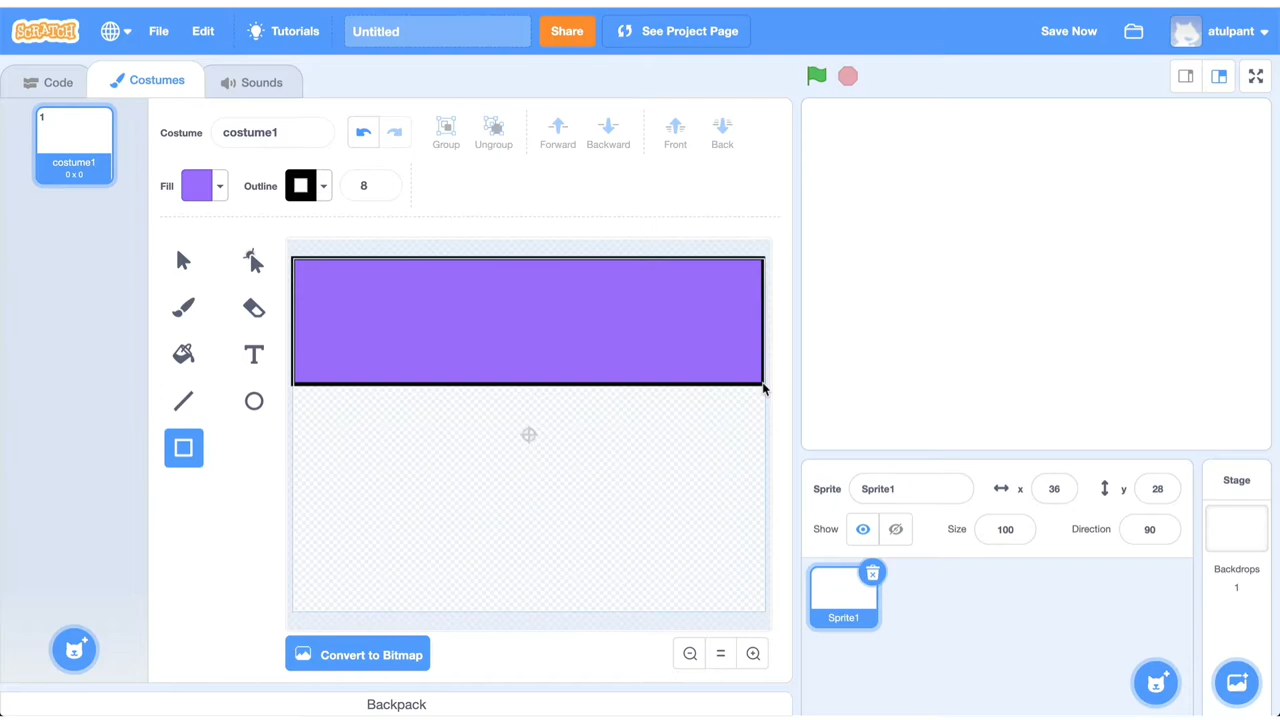 SCRATCH File Edit Tutorials Untitled Share See Project Page Save Now atulpant
Code Costumes Sounds
1
costume1
0 x 0
Costume costume1 Group Ungroup Forward Backward Front Back
Fill Outline 8
T
Convert to Bitmap
Backpack
Sprite Sprite1 x 36 y 28
Show Size 100 Direction 90
Sprite1
Stage
Backdrops
1